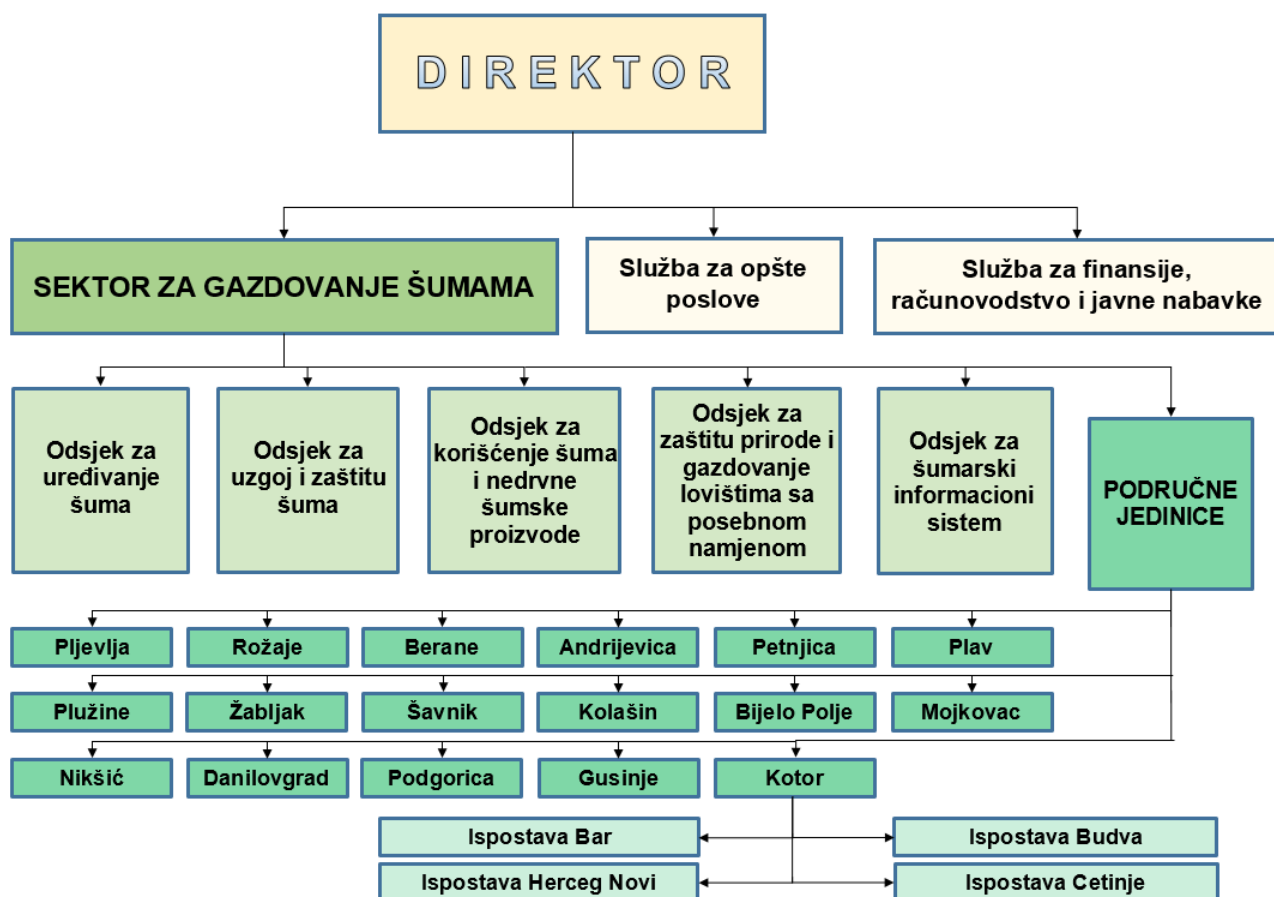 D I R E K T O R
SEKTOR ZA GAZDOVANJE ŠUMAMA
Služba za opšte
poslove
Služba za finansije,
računovodstvo i javne nabavke
Odsjek za
uređivanje
šuma
Odsjek za
uzgoj i zaštitu
šuma
Odsjek za
korišćenje šuma
i nedrvne
šumske
proizvode
Odsjek za
zaštitu prirode i
gazdovanje
lovištima sa
posebnom
namjenom
Odsjek za
šumarski
informacioni
sistem
PODRUČNE
JEDINICE
Pljevlja
Rožaje
Berane
Andrijevica
Petnjica
Plav
Plužine
Žabljak
Šavnik
Kolašin
Bijelo Polje
Mojkovac
Nikšić
Danilovgrad
Podgorica
Gusinje
Kotor
Ispostava Bar
Ispostava Budva
Ispostava Herceg Novi
Ispostava Cetinje